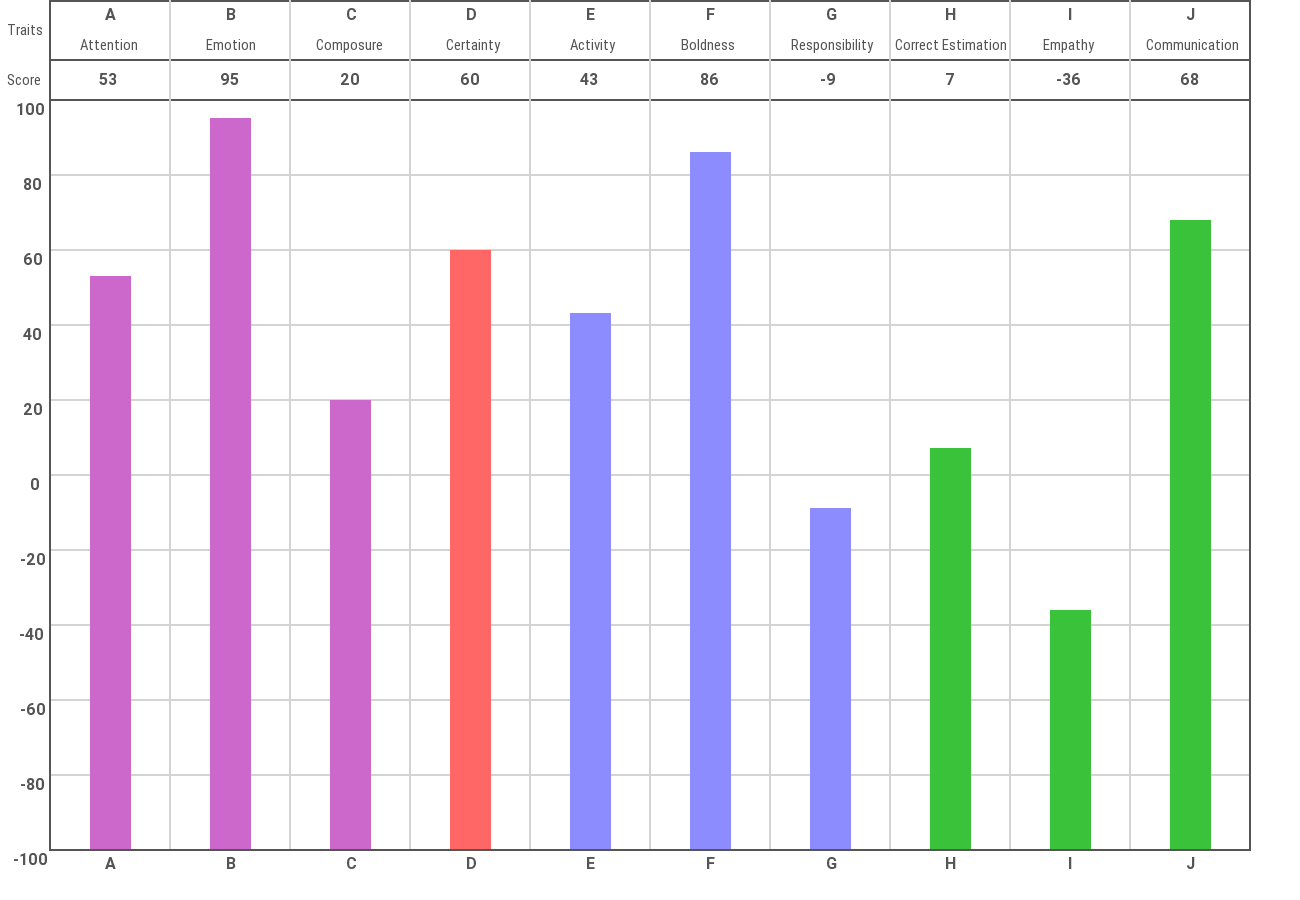 Traits
A B C D E F G H I J
Attention Emotion Composure Certainty Activity Boldness Responsibility Correct Estimation Empathy Communication
Score 53 95 20 60 43 86 -9 7 -36 68
100
80
60
40
20
0
-20
-40
-60
-80
-100
A B C D E F G H I J